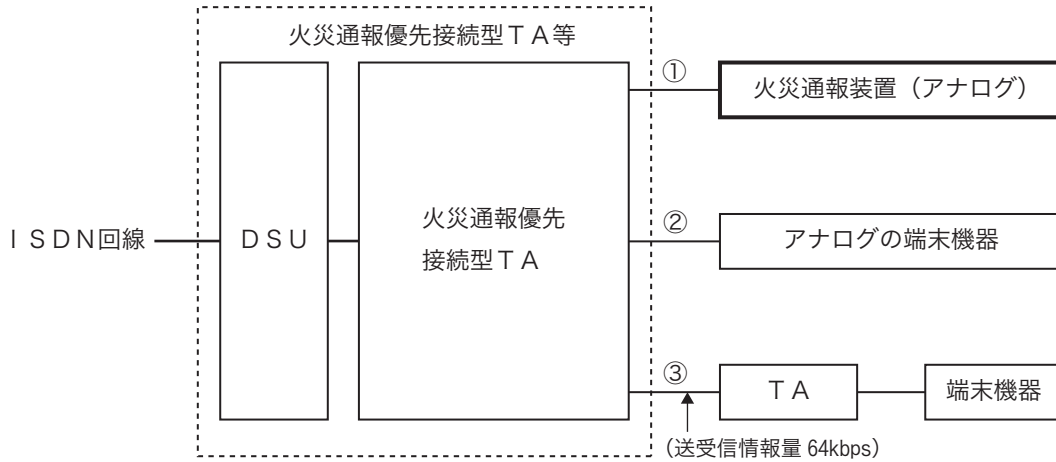 火災通報優先接続型TA等
①
火災通報装置（アナログ）
ISDN回線
DSU
火災通報優先
接続型TA
②
アナログの端末機器
③
TA
端末機器
（送受信情報量 64kbps）